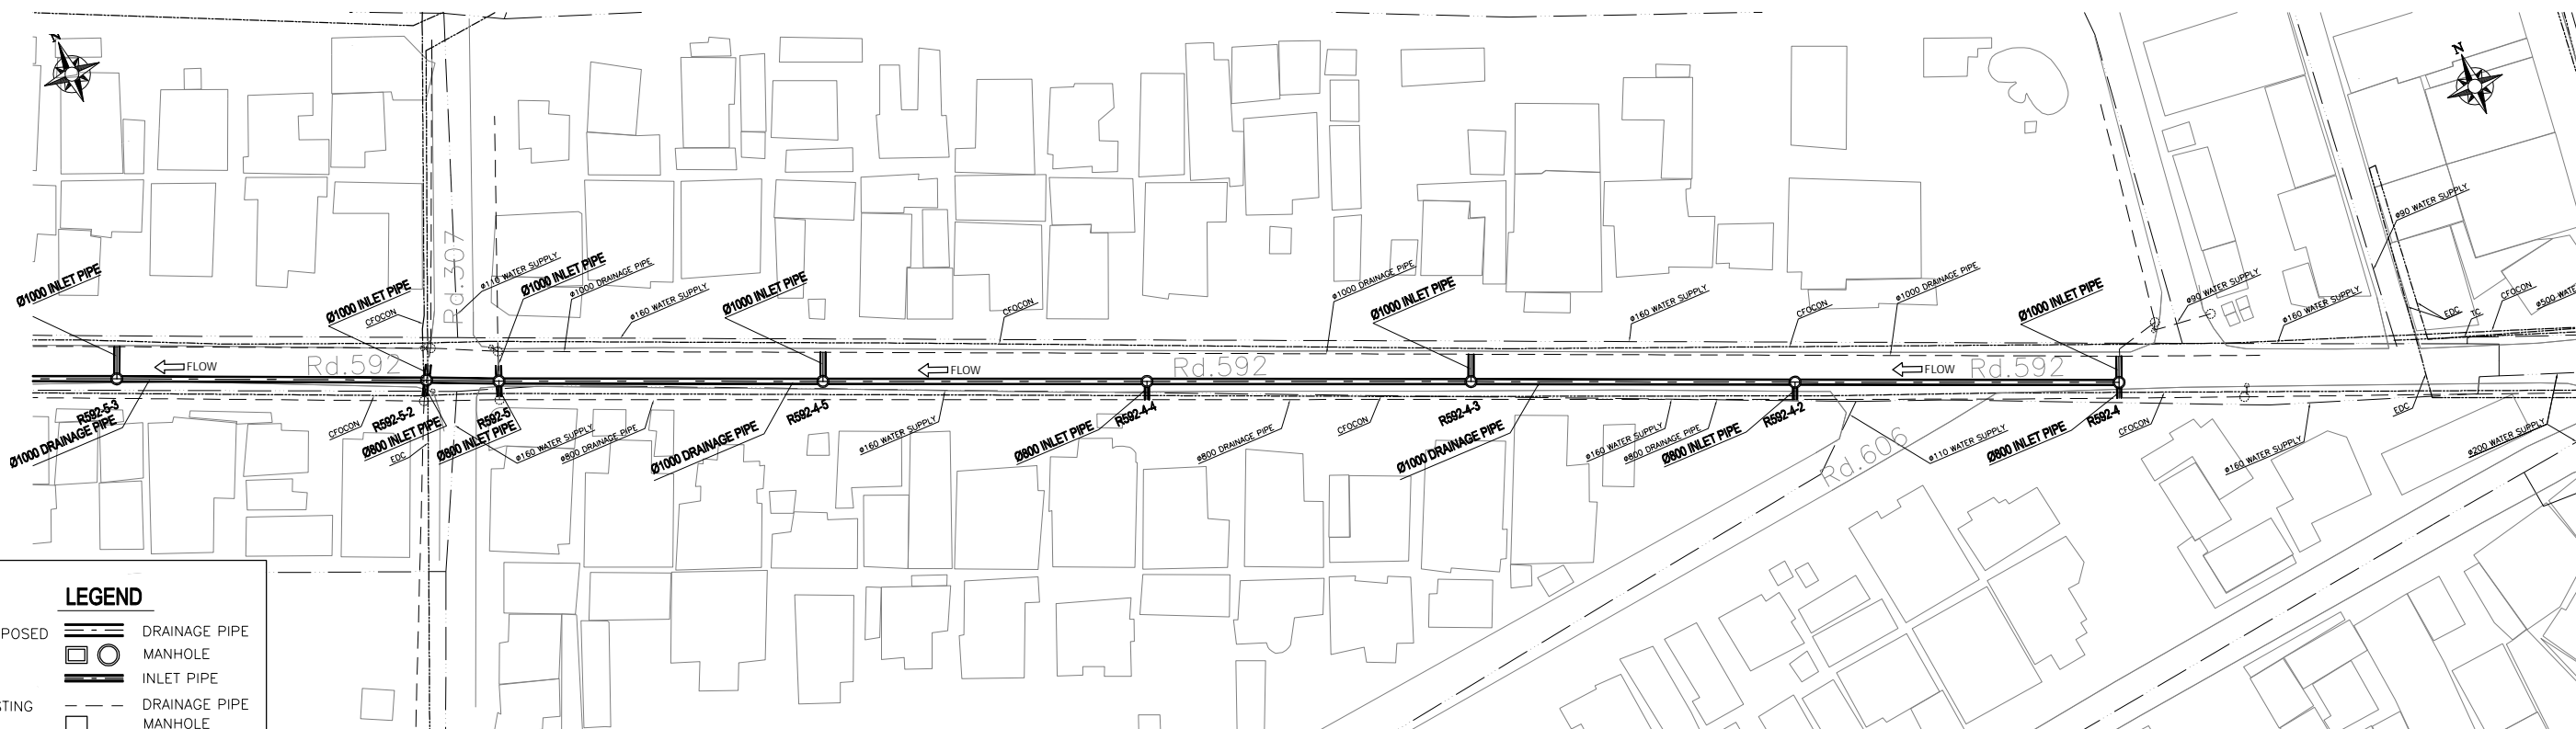 N
N
Rd.307
ø90 WATER SUPPLY
Ø1000 INLET PIPE
Ø1000 INLET PIPE
CFOCON
ø110 WATER SUPPLY
Ø1000 INLET PIPE
ø1000 DRAINAGE PIPE
ø160 WATER SUPPLY
Ø1000 INLET PIPE
CFOCON
ø1000 DRAINAGE PIPE
Ø1000 INLET PIPE
ø160 WATER SUPPLY
CFOCON
ø1000 DRAINAGE PIPE
Ø1000 INLET PIPE
ø90 WATER SUPPLY
ø160 WATER SUPPLY
EDC
TC
CFOCON
ø500 WATE
FLOW
Rd.592
FLOW
Rd.592
FLOW
Rd.592
R592-5-3
Ø1000 DRAINAGE PIPE
CFOCON
R592-5-2
Ø800 INLET PIPE
EDC
R592-5
Ø800 INLET PIPE
ø160 WATER SUPPLY
ø800 DRAINAGE PIPE
Ø1000 DRAINAGE PIPE
R592-4-5
ø160 WATER SUPPLY
Ø800 INLET PIPE
R592-4-4
ø800 DRAINAGE PIPE
CFOCON
Ø1000 DRAINAGE PIPE
R592-4-3
ø160 WATER SUPPLY
ø800 DRAINAGE PIPE
Ø800 INLET PIPE
R592-4-2
Rd.606
ø110 WATER SUPPLY
Ø800 INLET PIPE
R592-4
CFOCON
ø160 WATER SUPPLY
EDC
ø200 WATER SUPPLY
LEGEND
POSED
DRAINAGE PIPE
MANHOLE
INLET PIPE
STING
DRAINAGE PIPE
MANHOLE